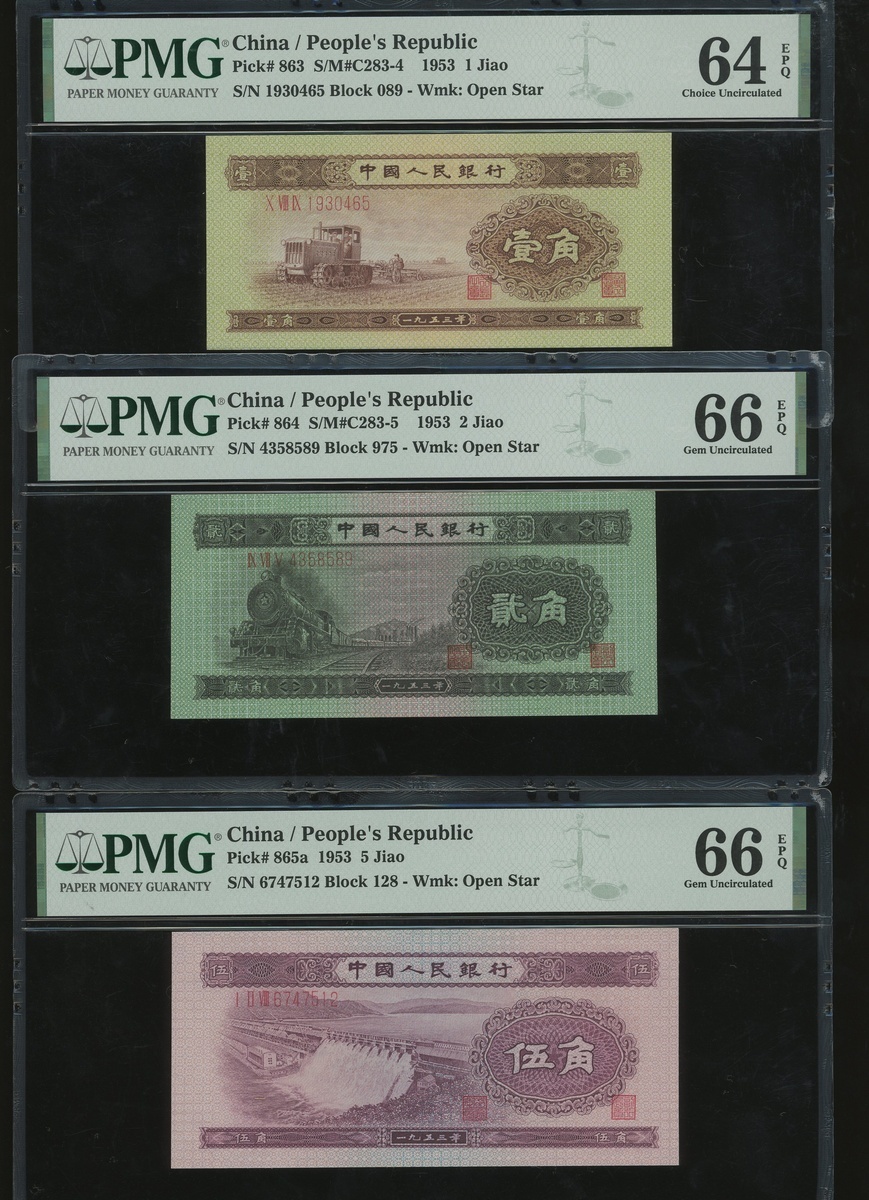 PMG® China / People's Republic
PAPER MONEY GUARANTY
Pick# 863 S/M#C283-4 1953 1 Jiao
S/N 1930465 Block 089 - Wmk: Open Star
64 EPQ
Choice Uncirculated
壹 中國人民銀行 壹
X VIII IX 1930465
壹角
壹角 一九五三年 壹角
PMG® China / People's Republic
PAPER MONEY GUARANTY
Pick# 864 S/M#C283-5 1953 2 Jiao
S/N 4358589 Block 975 - Wmk: Open Star
66 EPQ
Gem Uncirculated
貳 中國人民銀行 貳
IX VII V 4358589
貳角
貳角 一九五三年 貳角
PMG® China / People's Republic
PAPER MONEY GUARANTY
Pick# 865a 1953 5 Jiao
S/N 6747512 Block 128 - Wmk: Open Star
66 EPQ
Gem Uncirculated
伍 中國人民銀行 伍
I II VIII 6747512
伍角
伍角 一九五三年 伍角